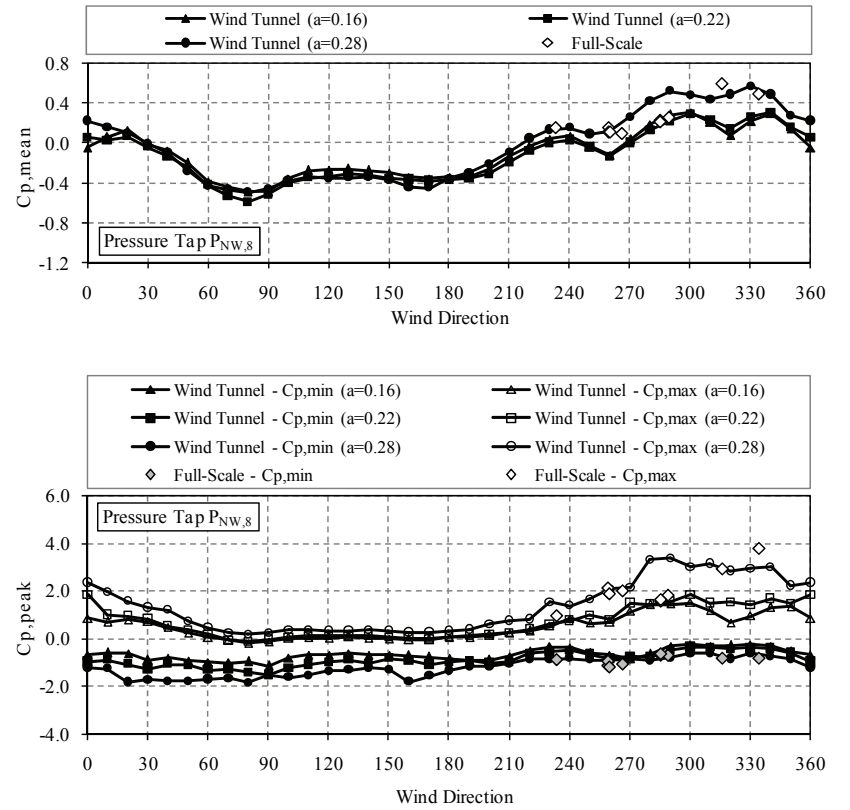 Wind Tunnel (a=0.16) Wind Tunnel (a=0.22)
Wind Tunnel (a=0.28) Full-Scale
0.8
0.4
0.0
-0.4
-0.8
-1.2
Cp,mean
Pressure Tap PNW,8
0 30 60 90 120 150 180 210 240 270 300 330 360
Wind Direction
Wind Tunnel - Cp,min (a=0.16) Wind Tunnel - Cp,max (a=0.16)
Wind Tunnel - Cp,min (a=0.22) Wind Tunnel - Cp,max (a=0.22)
Wind Tunnel - Cp,min (a=0.28) Wind Tunnel - Cp,max (a=0.28)
Full-Scale - Cp,min Full-Scale - Cp,max
6.0
4.0
2.0
0.0
-2.0
-4.0
Cp,peak
Pressure Tap PNW,8
0 30 60 90 120 150 180 210 240 270 300 330 360
Wind Direction